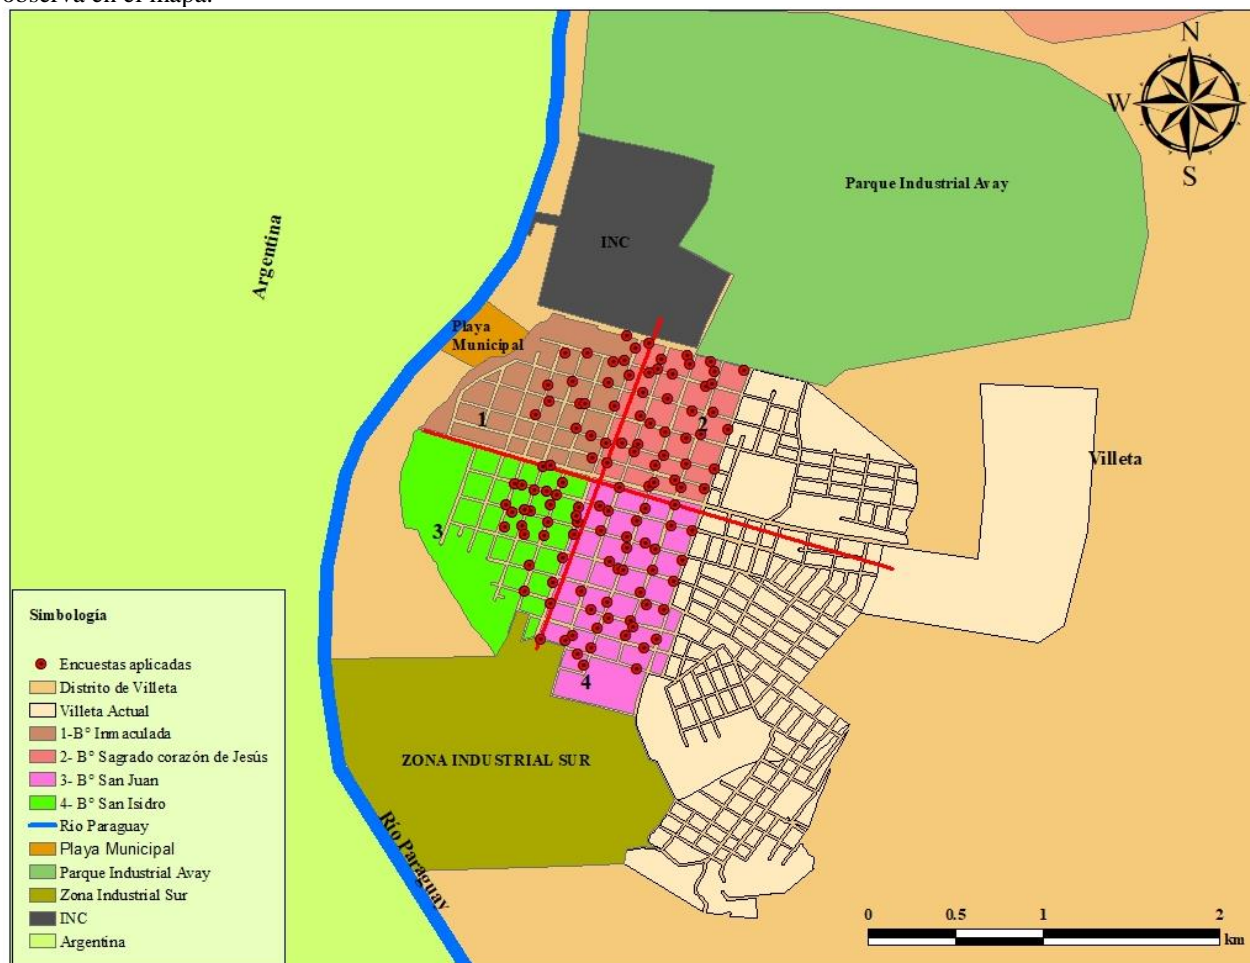 observa en el mapa.
N
W
S
Parque Industrial Avay
INC
Argentina
Playa
Municipal
1
2
Villeta
3
4
ZONA INDUSTRIAL SUR
Río Paraguay
Simbología
Encuestas aplicadas
Distrito de Villeta
Villeta Actual
1-B° Inmaculada
2- B° Sagrado corazón de Jesús
3- B° San Juan
4- B° San Isidro
Río Paraguay
Playa Municipal
Parque Industrial Avay
Zona Industrial Sur
INC
Argentina
0 0.5 1 2
km